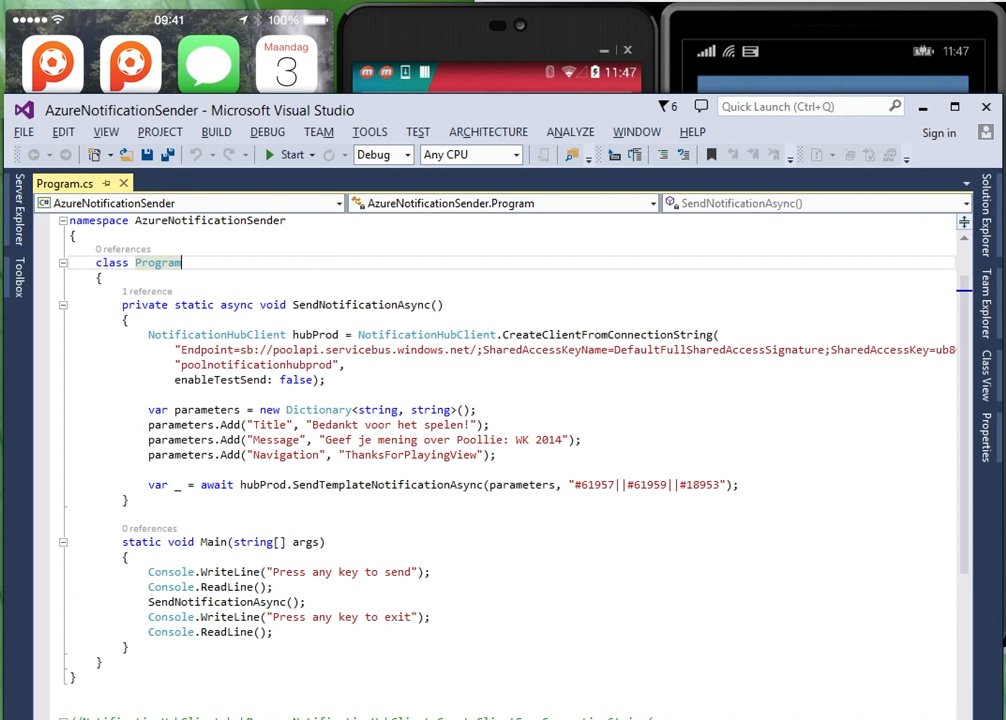 09:41
100%
Maandag
3
11:47
11:47
AzureNotificationSender - Microsoft Visual Studio
6
Quick Launch (Ctrl+Q)
FILE EDIT VIEW PROJECT BUILD DEBUG TEAM TOOLS TEST ARCHITECTURE ANALYZE WINDOW HELP
Sign in
Start Debug Any CPU
Program.cs
C# AzureNotificationSender AzureNotificationSender.Program SendNotificationAsync()
Server Explorer
Toolbox
Solution Explorer
Team Explorer
Class View
Properties
namespace AzureNotificationSender
{
0 references
class Program
{
1 reference
private static async void SendNotificationAsync()
{
NotificationHubClient hubProd = NotificationHubClient.CreateClientFromConnectionString(
"Endpoint=sb://poolapi.servicebus.windows.net/;SharedAccessKeyName=DefaultFullSharedAccessSignature;SharedAccessKey=ub8
"poolnotificationhubprod",
enableTestSend: false);
var parameters = new Dictionary<string, string>();
parameters.Add("Title", "Bedankt voor het spelen!");
parameters.Add("Message", "Geef je mening over Poollie: WK 2014");
parameters.Add("Navigation", "ThanksForPlayingView");
var _ = await hubProd.SendTemplateNotificationAsync(parameters, "#61957||#61959||#18953");
}
0 references
static void Main(string[] args)
{
Console.WriteLine("Press any key to send");
Console.ReadLine();
SendNotificationAsync();
Console.WriteLine("Press any key to exit");
Console.ReadLine();
}
}
}